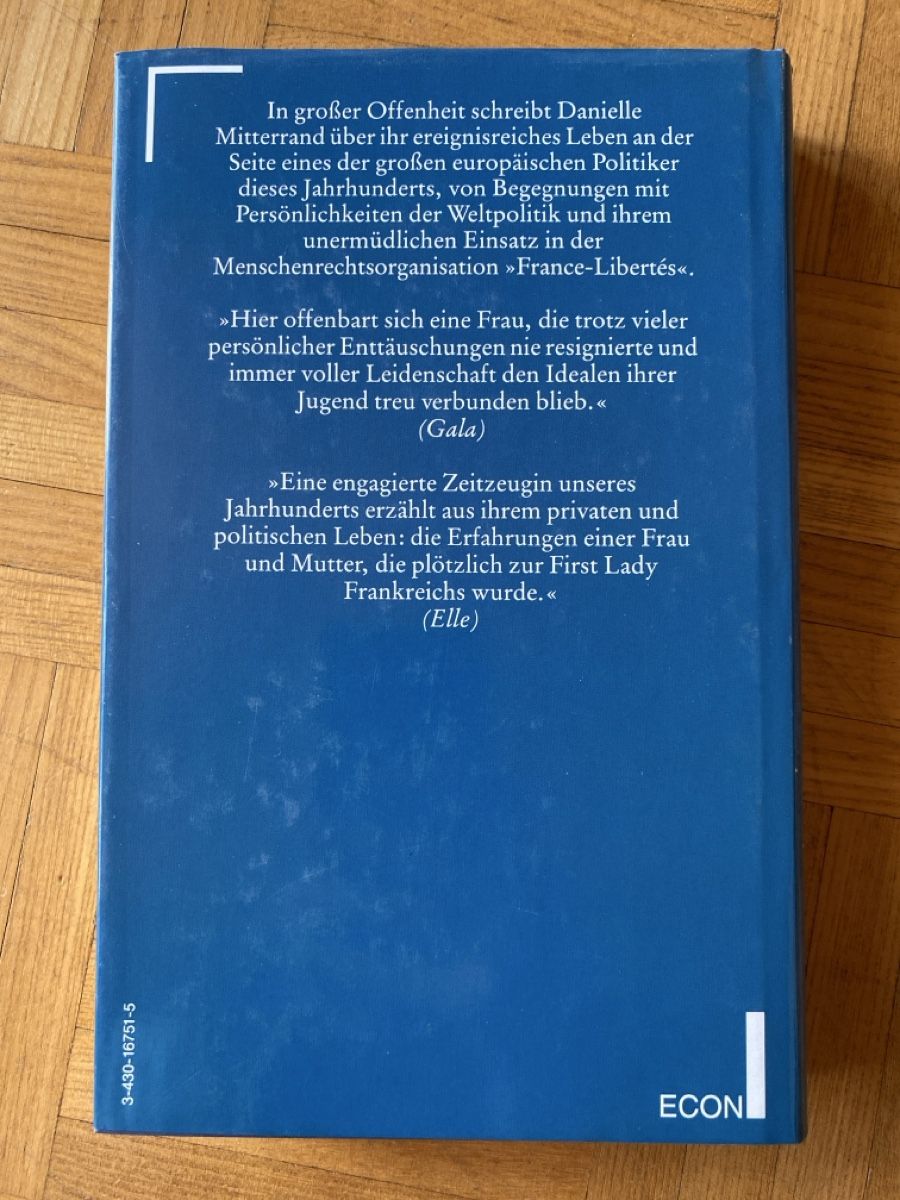 In großer Offenheit schreibt Danielle
Mitterrand über ihr ereignisreiches Leben an der
Seite eines der großen europäischen Politiker
dieses Jahrhunderts, von Begegnungen mit
Persönlichkeiten der Weltpolitik und ihrem
unermüdlichen Einsatz in der
Menschenrechtsorganisation »France-Libertés«.
»Hier offenbart sich eine Frau, die trotz vieler
persönlicher Enttäuschungen nie resignierte und
immer voller Leidenschaft den Idealen ihrer
Jugend treu verbunden blieb.«
(Gala)
»Eine engagierte Zeitzeugin unseres
Jahrhunderts erzählt aus ihrem privaten und
politischen Leben: die Erfahrungen einer Frau
und Mutter, die plötzlich zur First Lady
Frankreichs wurde.«
(Elle)
3-430-16751-5
ECON